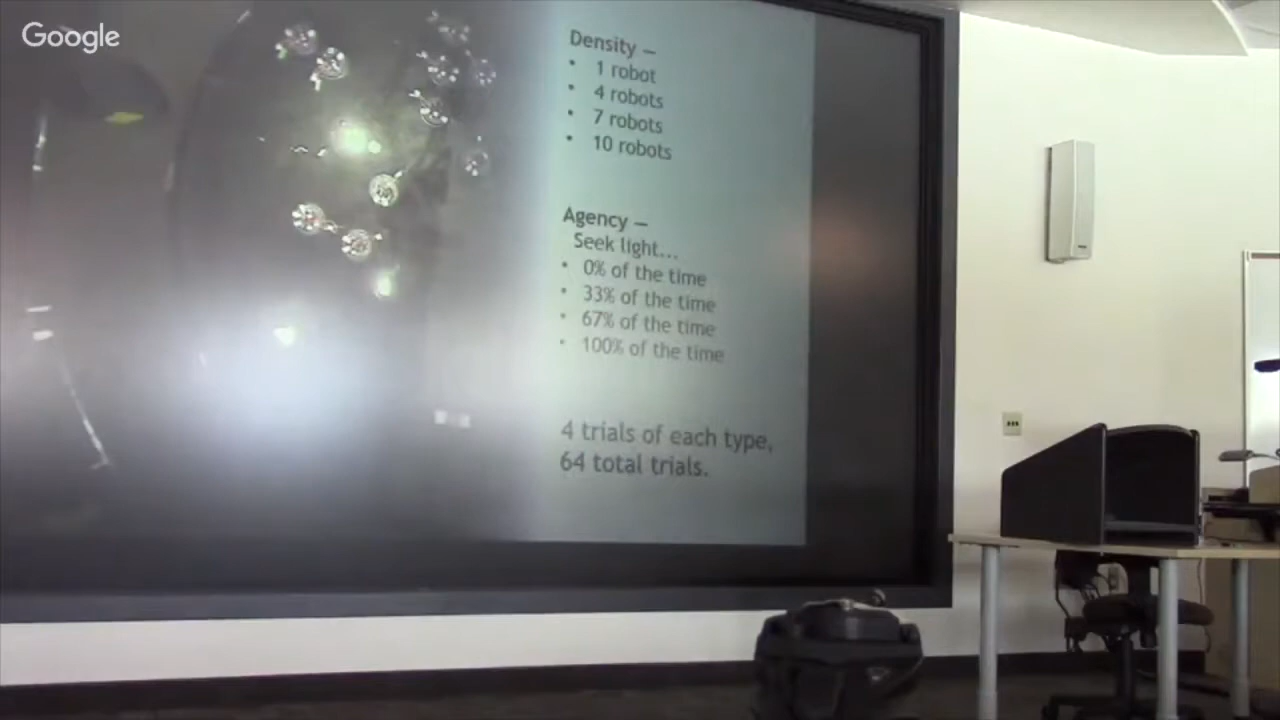 Google
Density –
• 1 robot
• 4 robots
• 7 robots
• 10 robots
Agency –
Seek light...
• 0% of the time
• 33% of the time
• 67% of the time
• 100% of the time
4 trials of each type,
64 total trials.